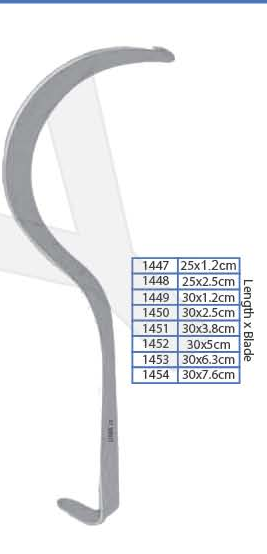 1447 25x1.2cm
1448 25x2.5cm
1449 30x1.2cm
1450 30x2.5cm
1451 30x3.8cm
1452 30x5cm
1453 30x6.3cm
1454 30x7.6cm
Length x Blade